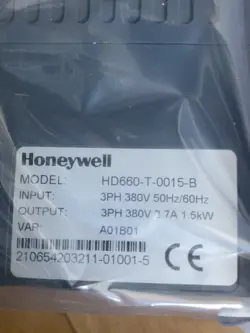 Honeywell
MODEL: HD660-T-0015-B
INPUT: 3PH 380V 50Hz/60Hz
OUTPUT: 3PH 380V 3.7A 1.5kW
VAR: A01B01
210654203211-01001-5
CE